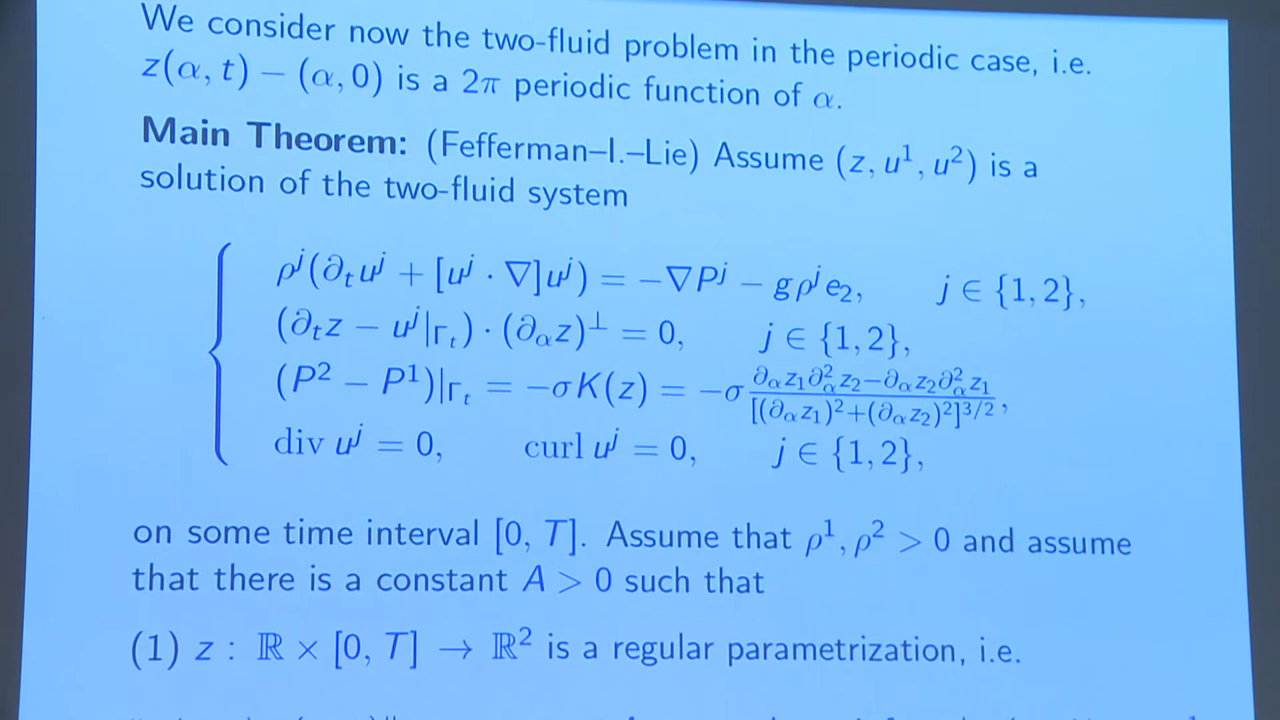 We consider now the two-fluid problem in the periodic case, i.e.
z(α, t) − (α, 0) is a 2π periodic function of α.
Main Theorem: (Fefferman–I.–Lie) Assume (z, u¹, u²) is a
solution of the two-fluid system
ρʲ(∂ₜuʲ + [uʲ · ∇]uʲ) = −∇Pʲ − gρʲe₂, j ∈ {1, 2},
(∂ₜz − uʲ|Γₜ) · (∂αz)⊥ = 0, j ∈ {1, 2},
(P² − P¹)|Γₜ = −σK(z) = −σ (∂αz₁∂²αz₂−∂αz₂∂²αz₁)/[(∂αz₁)²+(∂αz₂)²]³/²,
div uʲ = 0, curl uʲ = 0, j ∈ {1, 2},
on some time interval [0, T]. Assume that ρ¹, ρ² > 0 and assume
that there is a constant A > 0 such that
(1) z : ℝ × [0, T] → ℝ² is a regular parametrization, i.e.